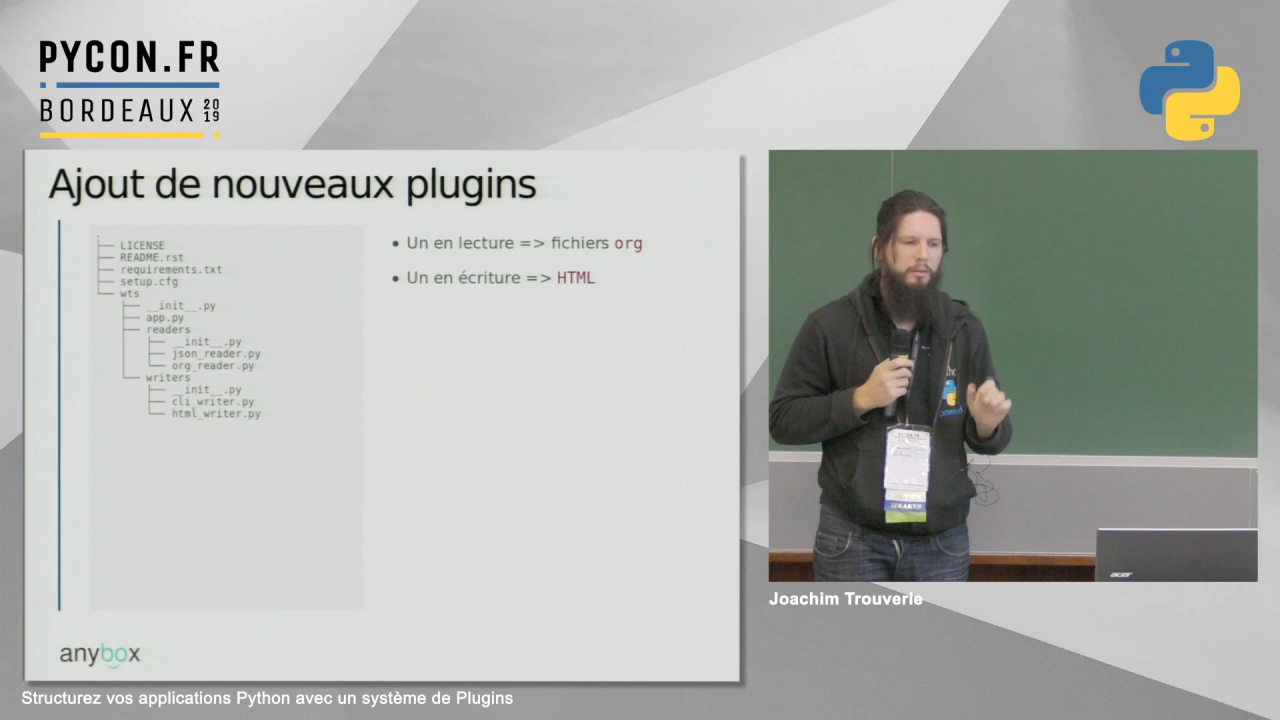 PYCON.FR
BORDEAUX 2019
Ajout de nouveaux plugins
.
├── LICENSE
├── README.rst
├── requirements.txt
├── setup.cfg
└── wts
├── __init__.py
├── app.py
├── readers
│   ├── __init__.py
│   ├── json_reader.py
│   └── org_reader.py
└── writers
├── __init__.py
├── cli_writer.py
└── html_writer.py
• Un en lecture => fichiers org
• Un en écriture => HTML
anybox
acer
Joachim Trouverie
Structurez vos applications Python avec un système de Plugins